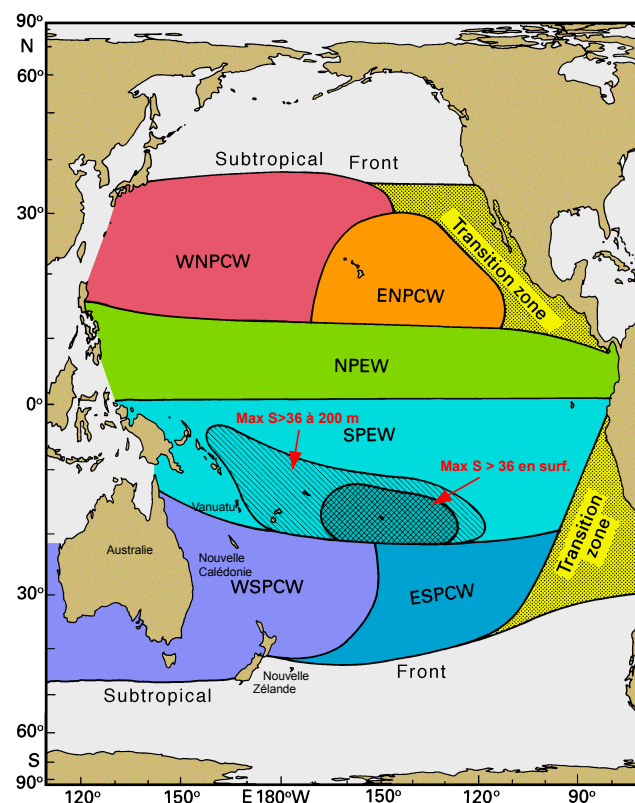 90°
N
60°
Subtropical Front
30°
Transition zone
WNPCW
ENPCW
NPEW
0°
Max S>36 à 200 m
SPEW
Max S > 36 en surf.
Vanuatu
Transition
zone
Australie
Nouvelle
Calédonie
WSPCW
ESPCW
30°
Nouvelle
Zélande
Front
Subtropical
60°
S
90°
120° 150° E 180° W 150° 120° 90°